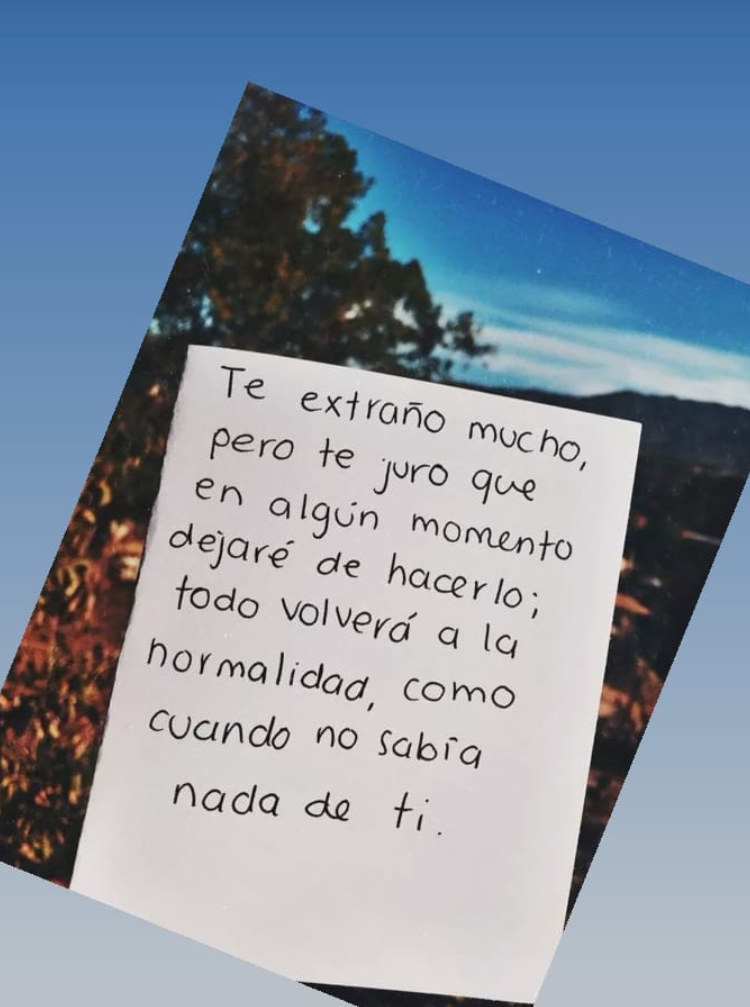 Te extraño mucho,
pero te juro que
en algún momento
dejaré de hacerlo;
todo volverá a la
normalidad, como
cuando no sabía
nada de ti.